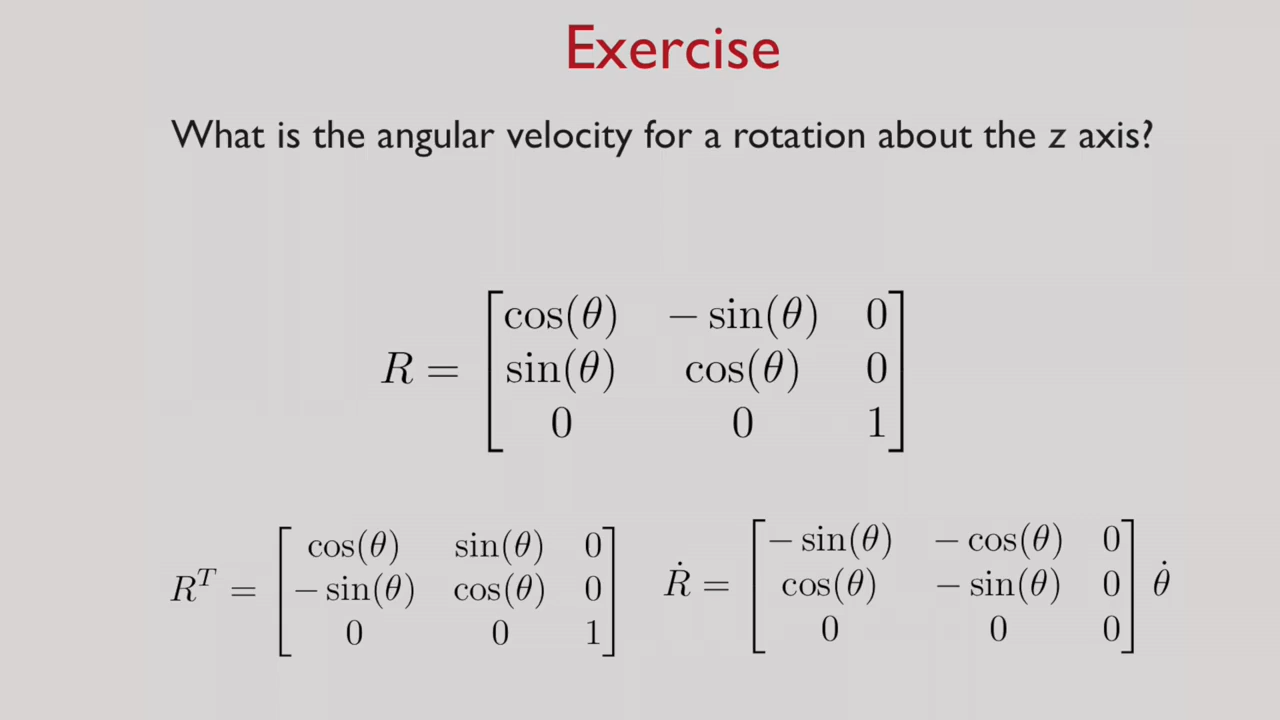 Exercise
What is the angular velocity for a rotation about the z axis?
R = [cos(θ) − sin(θ) 0
sin(θ) cos(θ) 0
0 0 1]
R^T = [cos(θ) sin(θ) 0
− sin(θ) cos(θ) 0
0 0 1]
Ṙ = [− sin(θ) − cos(θ) 0
cos(θ) − sin(θ) 0
0 0 0] θ̇